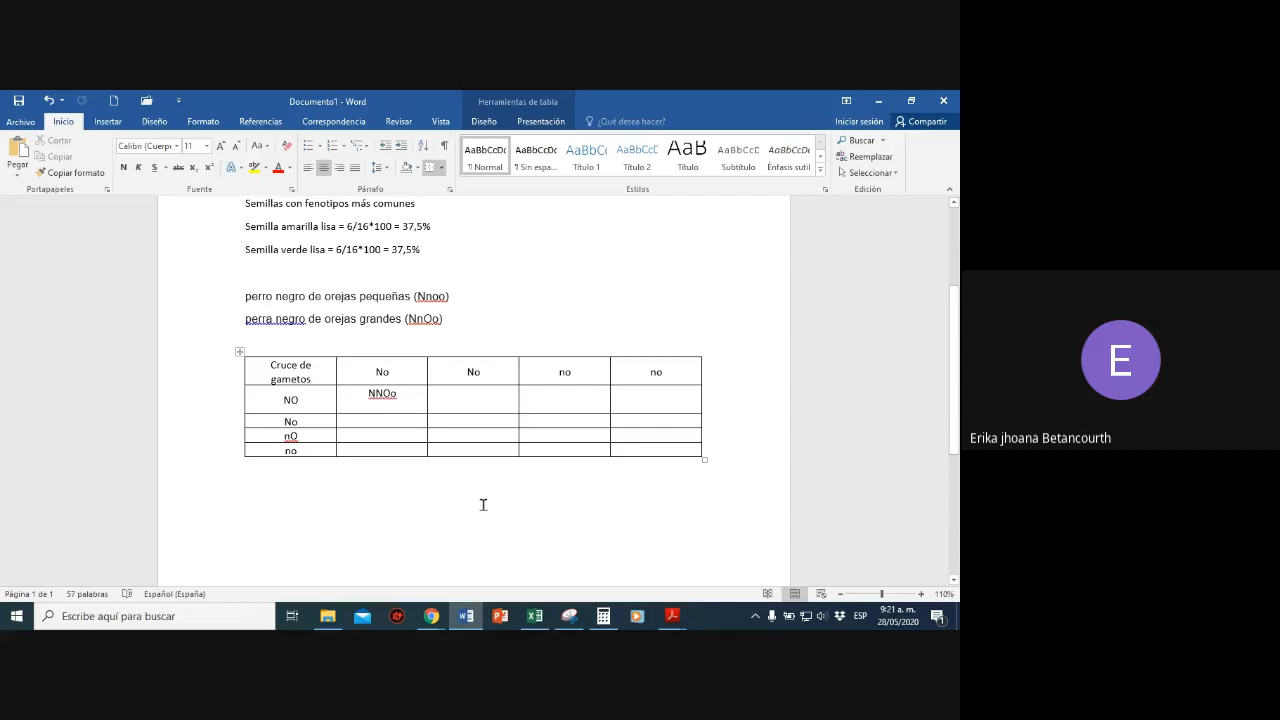 Documento1 - Word
Herramientas de tabla
Archivo Inicio Insertar Diseño Formato Referencias Correspondencia Revisar Vista Diseño Presentación ¿Qué desea hacer? Iniciar sesión Compartir
Pegar
Cortar
Copiar
Copiar formato
Portapapeles
Calibri (Cuerpo 11
Fuente
Párrafo
AaBbCcDc AaBbCcDc AaBbCc AaBbCcD AaB AaBbCcD AaBbCcDc
¶ Normal ¶ Sin espa... Título 1 Título 2 Título Subtítulo Énfasis sutil
Estilos
Buscar
Reemplazar
Seleccionar
Edición
Semillas con fenotipos más comunes
Semilla amarilla lisa = 6/16*100 = 37,5%
Semilla verde lisa = 6/16*100 = 37,5%
perro negro de orejas pequeñas (Nnoo)
perra negro de orejas grandes (NnOo)
Cruce de gametos No No no no
NO NNOo
No
nO
no
Página 1 de 1 57 palabras Español (España) 110%
Escribe aquí para buscar
ESP
9:21 a. m.
28/05/2020
E
Erika jhoana Betancourth